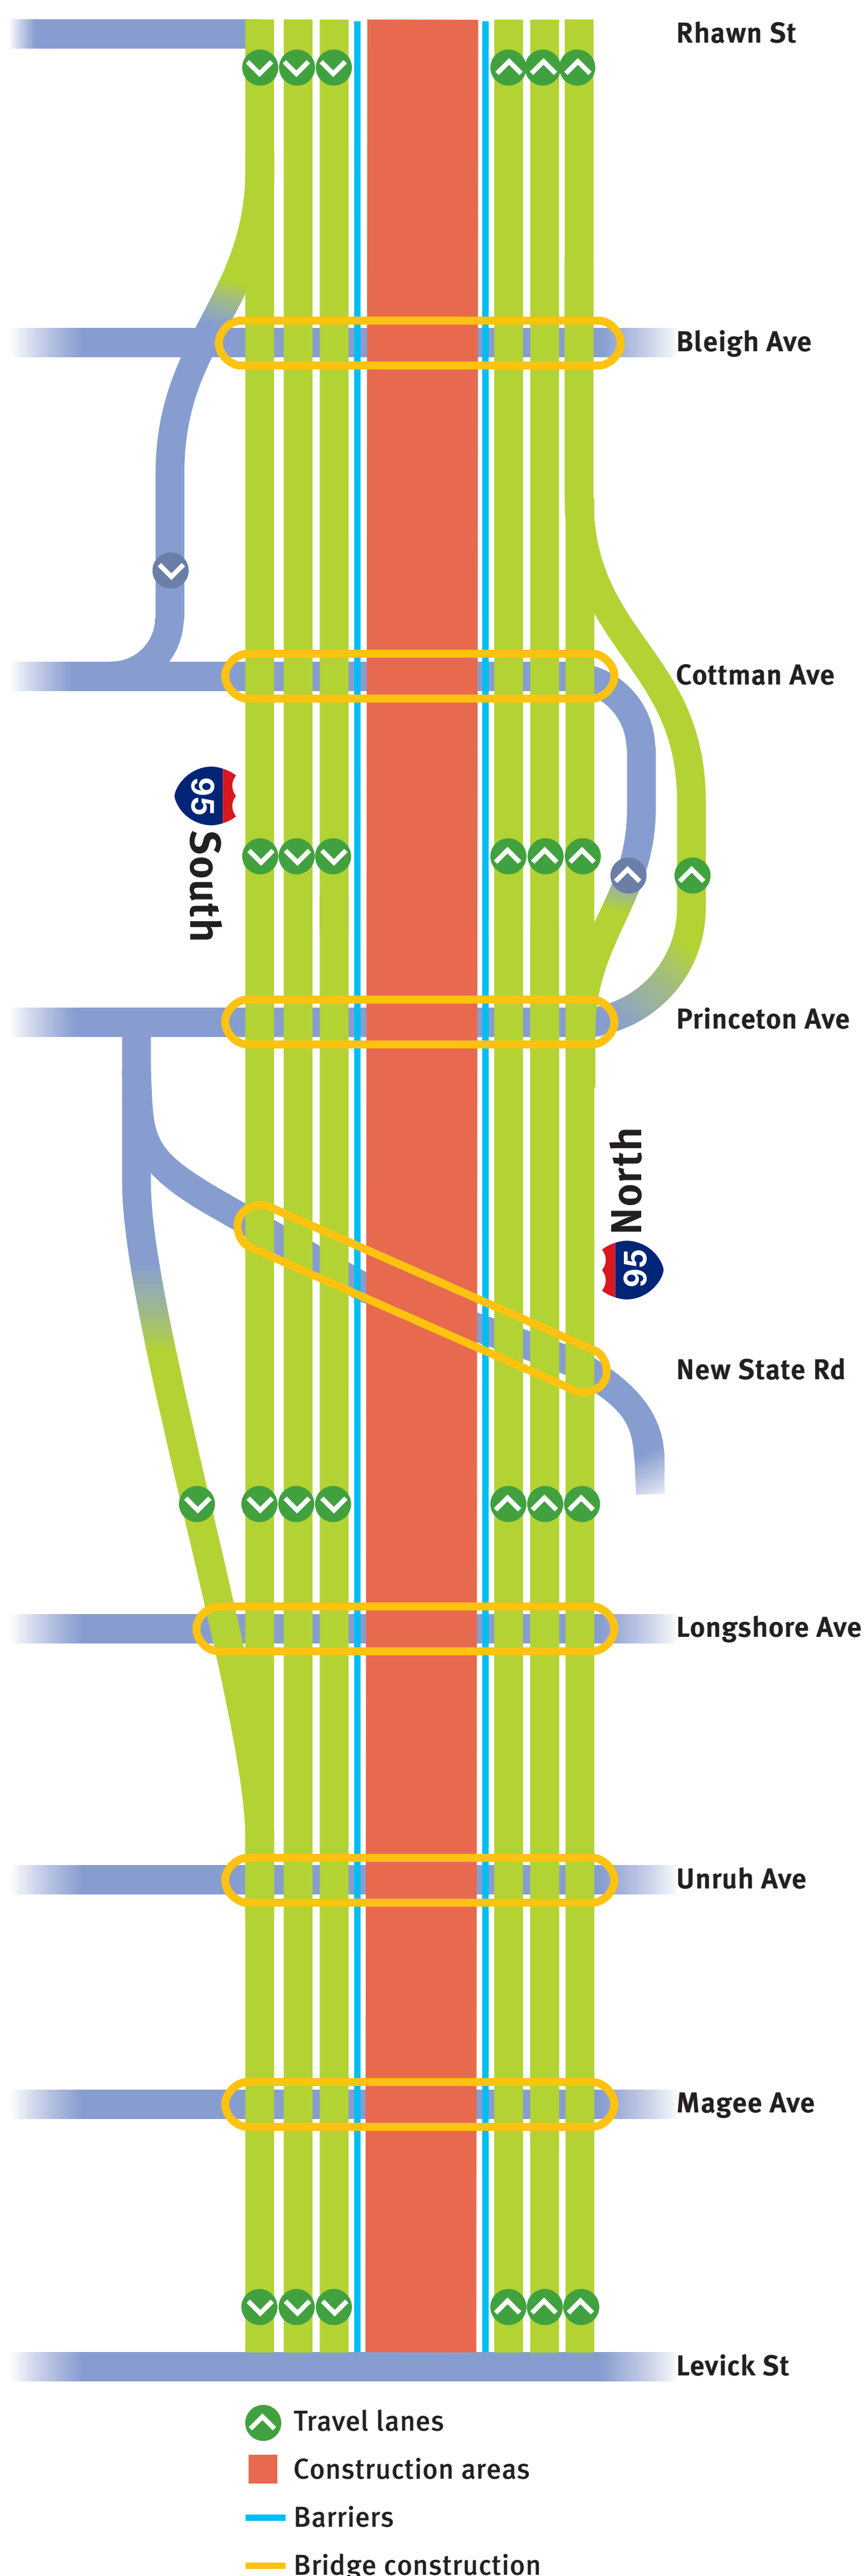 Rhawn St
Bleigh Ave
Cottman Ave
95 South
Princeton Ave
95 North
New State Rd
Longshore Ave
Unruh Ave
Magee Ave
Levick St
Travel lanes
Construction areas
Barriers
Bridge construction